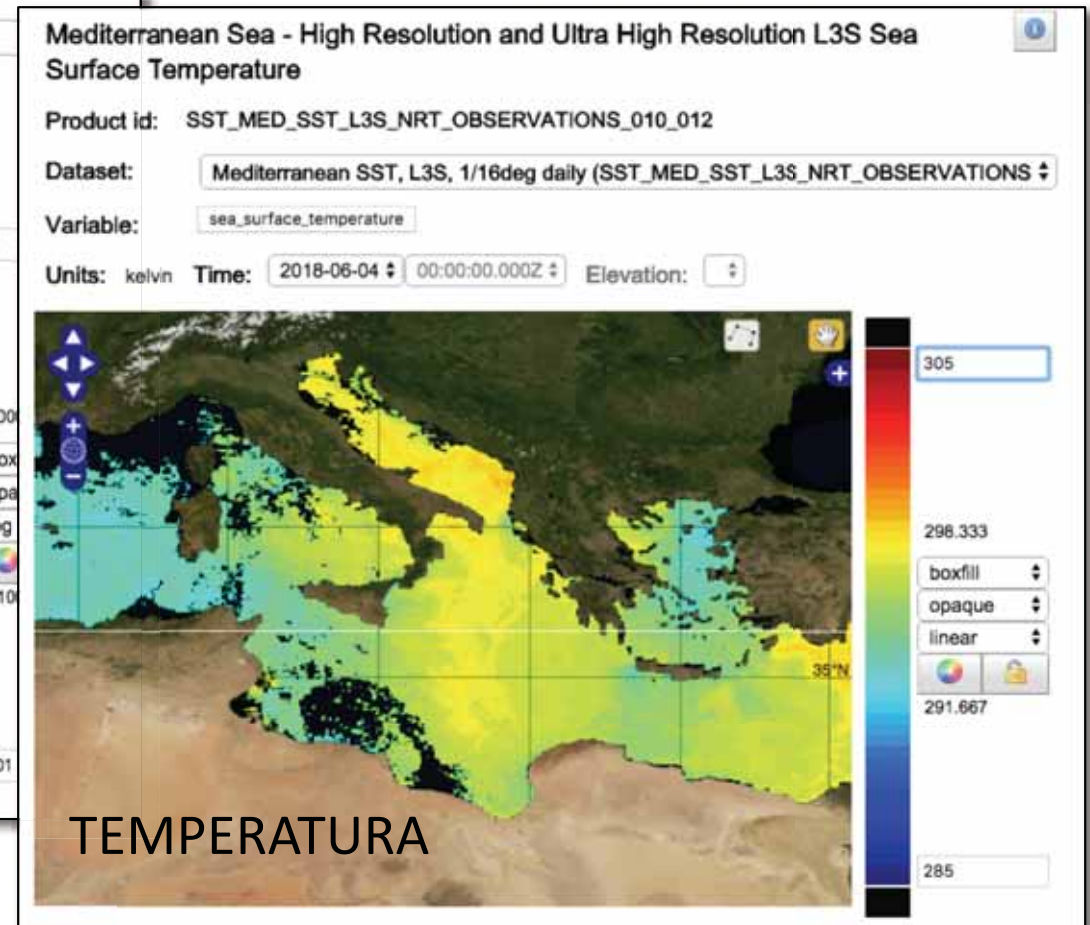 Mediterranean Sea - High Resolution and Ultra High Resolution L3S Sea
Surface Temperature
Product id: SST_MED_SST_L3S_NRT_OBSERVATIONS_010_012
Dataset: Mediterranean SST, L3S, 1/16deg daily (SST_MED_SST_L3S_NRT_OBSERVATIONS
Variable: sea_surface_temperature
Units: kelvin Time: 2018-06-04 00:00:00.000Z Elevation:
305
298.333
boxfill
opaque
linear
35°N
291.667
TEMPERATURA
285